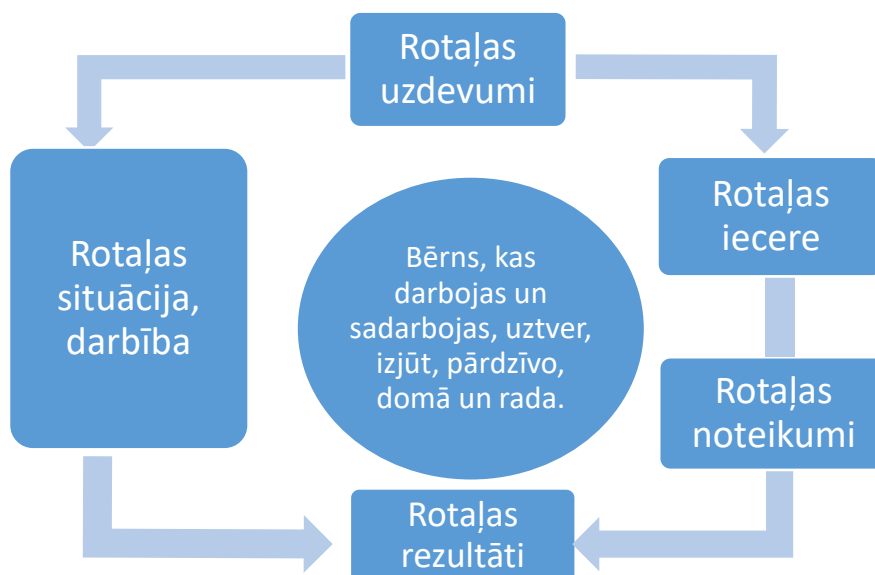 Rotaļas
uzdevumi
Rotaļas
situācija,
darbība
Bērns, kas
darbojas un
sadarbojas, uztver,
izjūt, pārdzīvo,
domā un rada.
Rotaļas
iecere
Rotaļas
noteikumi
Rotaļas
rezultāti